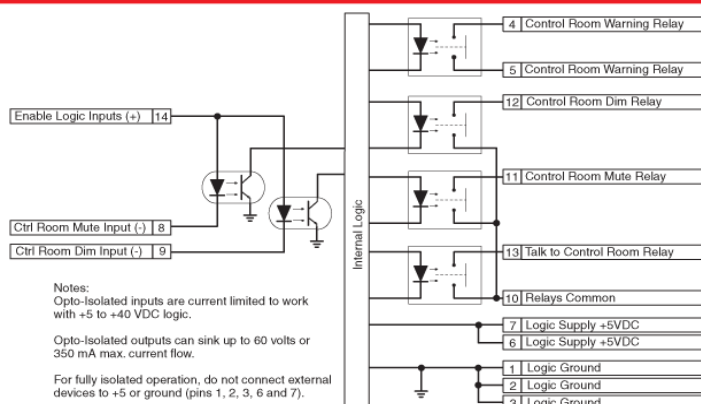 4 Control Room Warning Relay
5 Control Room Warning Relay
12 Control Room Dim Relay
Enable Logic Inputs (+) 14
11 Control Room Mute Relay
Ctrl Room Mute Input (-) 8
Ctrl Room Dim Input (-) 9
Internal Logic
13 Talk to Control Room Relay
10 Relays Common
7 Logic Supply +5VDC
6 Logic Supply +5VDC
1 Logic Ground
2 Logic Ground
3 Logic Ground
Notes:
Opto-Isolated inputs are current limited to work
with +5 to +40 VDC logic.
Opto-Isolated outputs can sink up to 60 volts or
350 mA max. current flow.
For fully isolated operation, do not connect external
devices to +5 or ground (pins 1, 2, 3, 6 and 7).